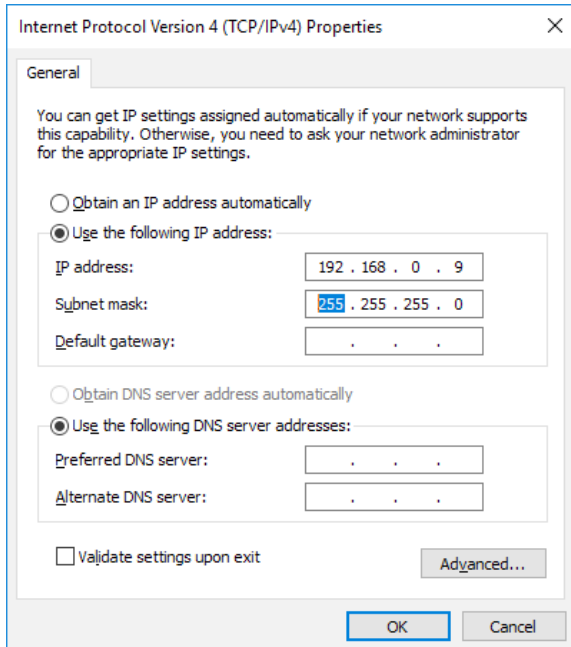 Internet Protocol Version 4 (TCP/IPv4) Properties
General
You can get IP settings assigned automatically if your network supports
this capability. Otherwise, you need to ask your network administrator
for the appropriate IP settings.
Obtain an IP address automatically
Use the following IP address:
IP address: 192 . 168 . 0 . 9
Subnet mask: 255 . 255 . 255 . 0
Default gateway: . . .
Obtain DNS server address automatically
Use the following DNS server addresses:
Preferred DNS server: . . .
Alternate DNS server: . . .
Validate settings upon exit
Advanced...
OK Cancel